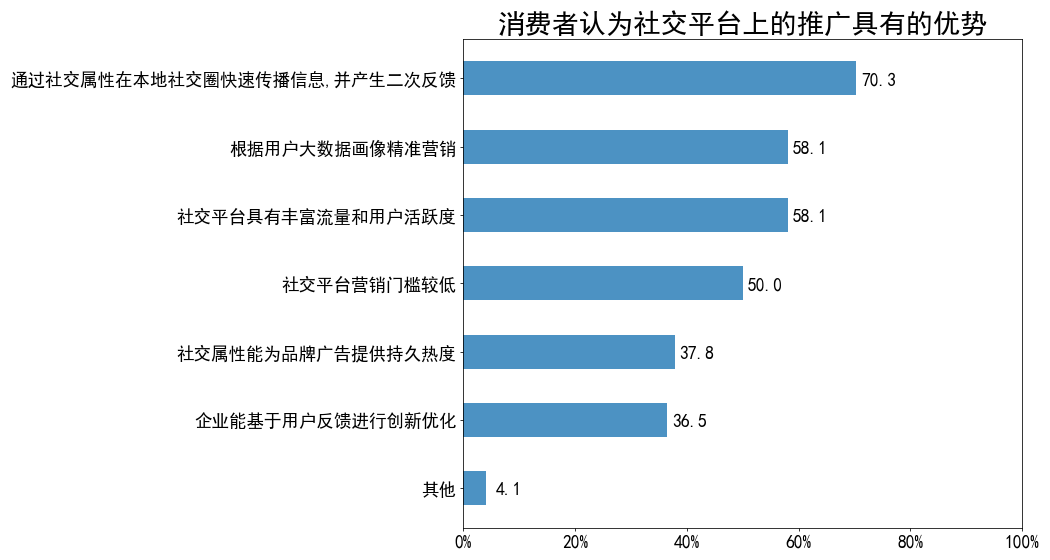 消费者认为社交平台上的推广具有的优势
通过社交属性在本地社交圈快速传播信息,并产生二次反馈 70.3
根据用户大数据画像精准营销 58.1
社交平台具有丰富流量和用户活跃度 58.1
社交平台营销门槛较低 50.0
社交属性能为品牌广告提供持久热度 37.8
企业能基于用户反馈进行创新优化 36.5
其他 4.1
0% 20% 40% 60% 80% 100%